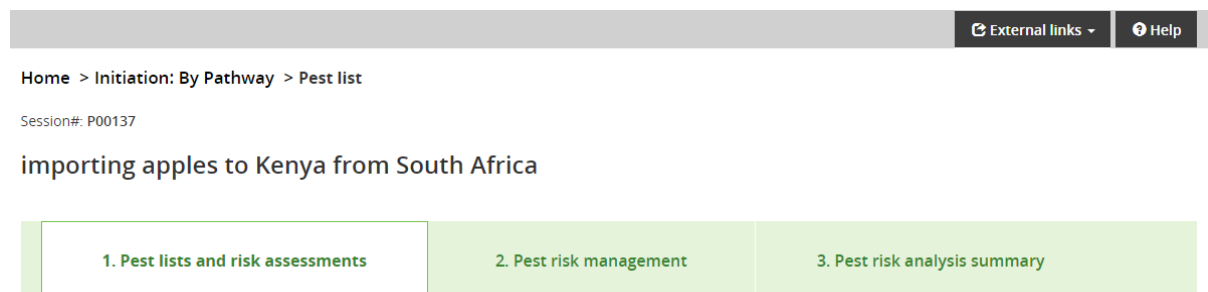 External links Help
Home > Initiation: By Pathway > Pest list
Session#: P00137
importing apples to Kenya from South Africa
1. Pest lists and risk assessments 2. Pest risk management 3. Pest risk analysis summary